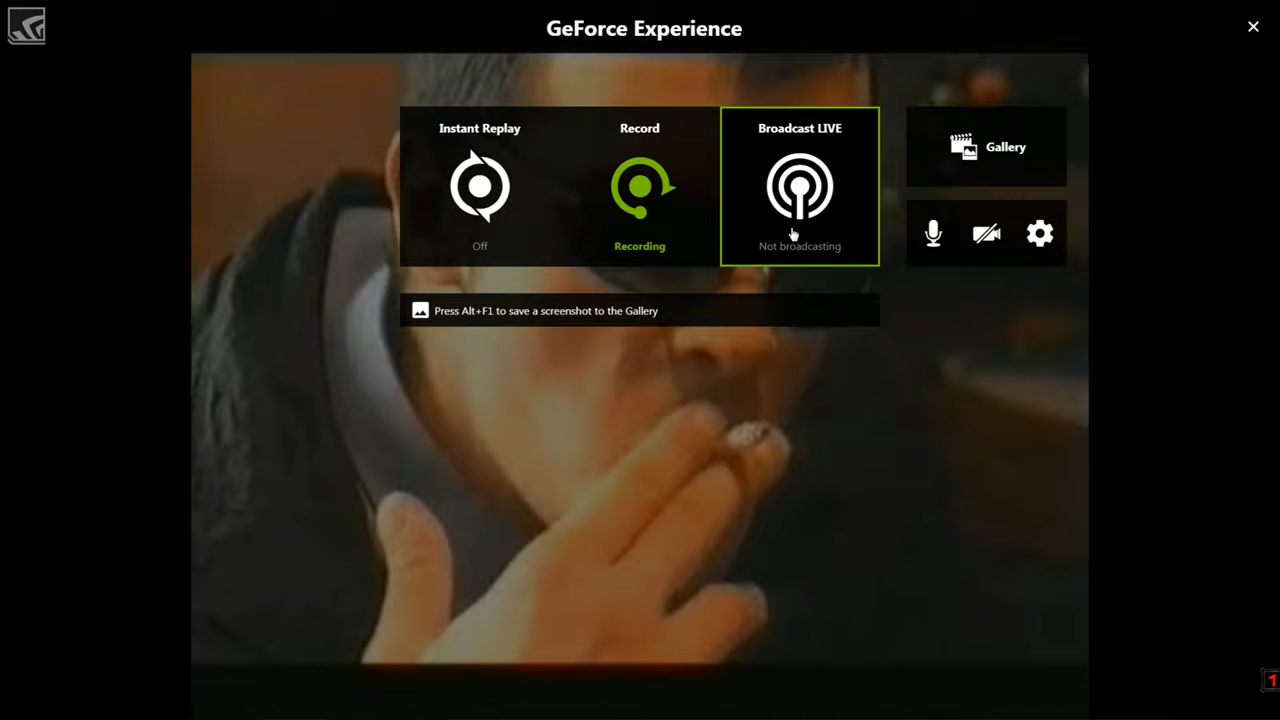 GeForce Experience
Instant Replay
Record
Broadcast LIVE
Gallery
Off
Recording
Not broadcasting
Press Alt+F1 to save a screenshot to the Gallery
1